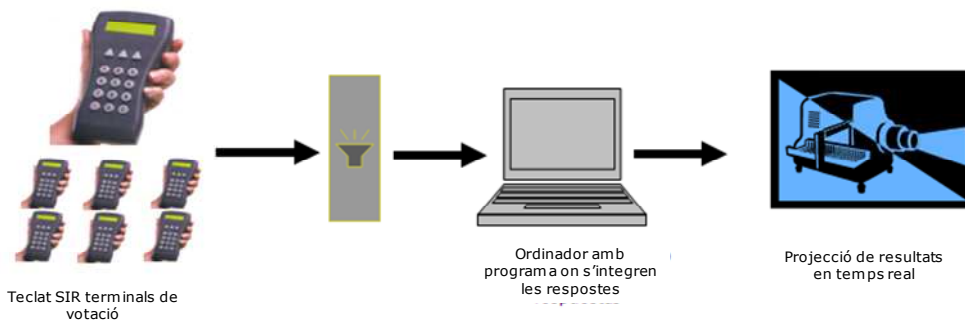 Teclat SIR terminals de
votació
Ordinador amb
programa on s'integren
les respostes
Projecció de resultats
en temps real